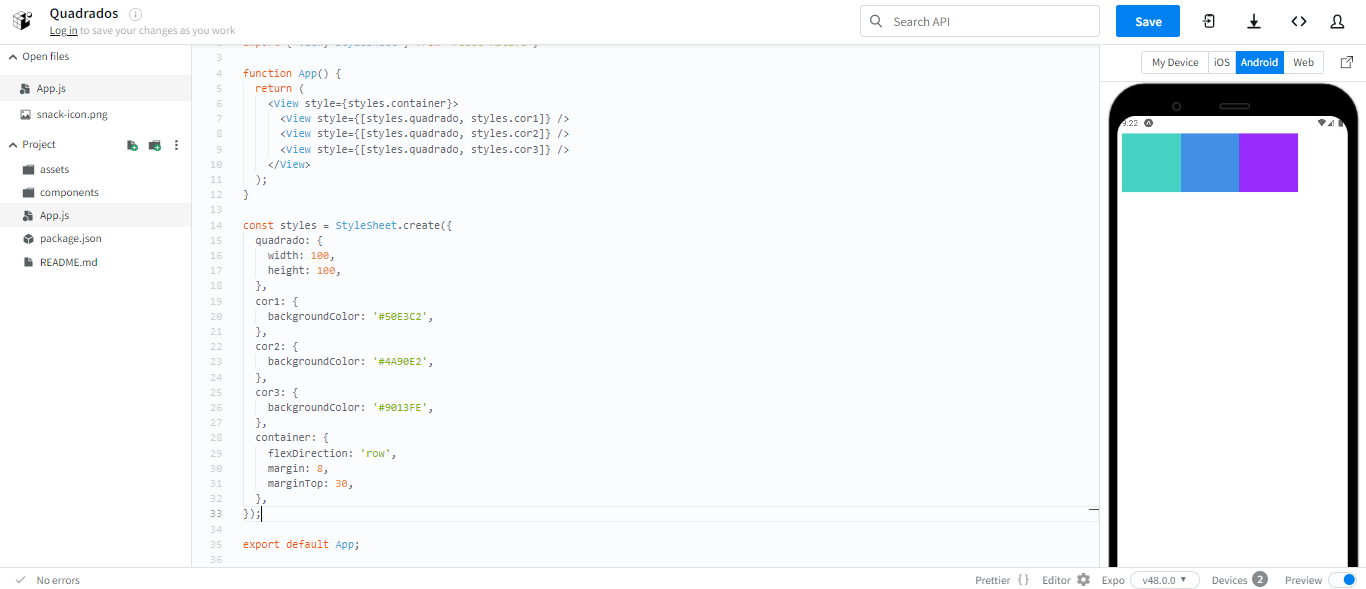 Quadrados
Log in to save your changes as you work
Search API
Save
Open files
App.js
snack-icon.png
Project
assets
components
App.js
package.json
README.md
3
4 function App() {
5 return (
6 <View style={styles.container}>
7 <View style={[styles.quadrado, styles.cor1]} />
8 <View style={[styles.quadrado, styles.cor2]} />
9 <View style={[styles.quadrado, styles.cor3]} />
10 </View>
11 );
12 }
13
14 const styles = StyleSheet.create({
15 quadrado: {
16 width: 100,
17 height: 100,
18 },
19 cor1: {
20 backgroundColor: '#50E3C2',
21 },
22 cor2: {
23 backgroundColor: '#4A90E2',
24 },
25 cor3: {
26 backgroundColor: '#9013FE',
27 },
28 container: {
29 flexDirection: 'row',
30 margin: 8,
31 marginTop: 30,
32 },
33 });
34
35 export default App;
36
My Device iOS Android Web
9:22
No errors
Prettier {} Editor Expo v48.0.0 Devices 2 Preview